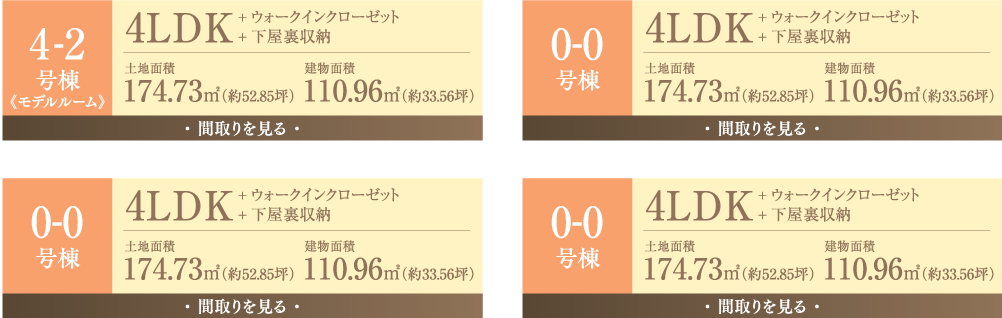 4-2
号棟
《モデルルーム》
4LDK
+ ウォークインクローゼット
+ 下屋裏収納
土地面積
174.73㎡(約52.85坪)
建物面積
110.96㎡(約33.56坪)
・ 間取りを見る ・
0-0
号棟
4LDK
+ ウォークインクローゼット
+ 下屋裏収納
土地面積
174.73㎡(約52.85坪)
建物面積
110.96㎡(約33.56坪)
・ 間取りを見る ・
0-0
号棟
4LDK
+ ウォークインクローゼット
+ 下屋裏収納
土地面積
174.73㎡(約52.85坪)
建物面積
110.96㎡(約33.56坪)
・ 間取りを見る ・
0-0
号棟
4LDK
+ ウォークインクローゼット
+ 下屋裏収納
土地面積
174.73㎡(約52.85坪)
建物面積
110.96㎡(約33.56坪)
・ 間取りを見る ・